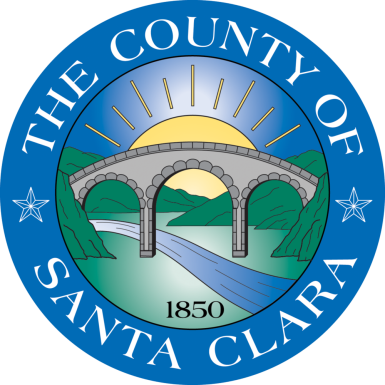 THE COUNTY OF
SANTA CLARA
1850